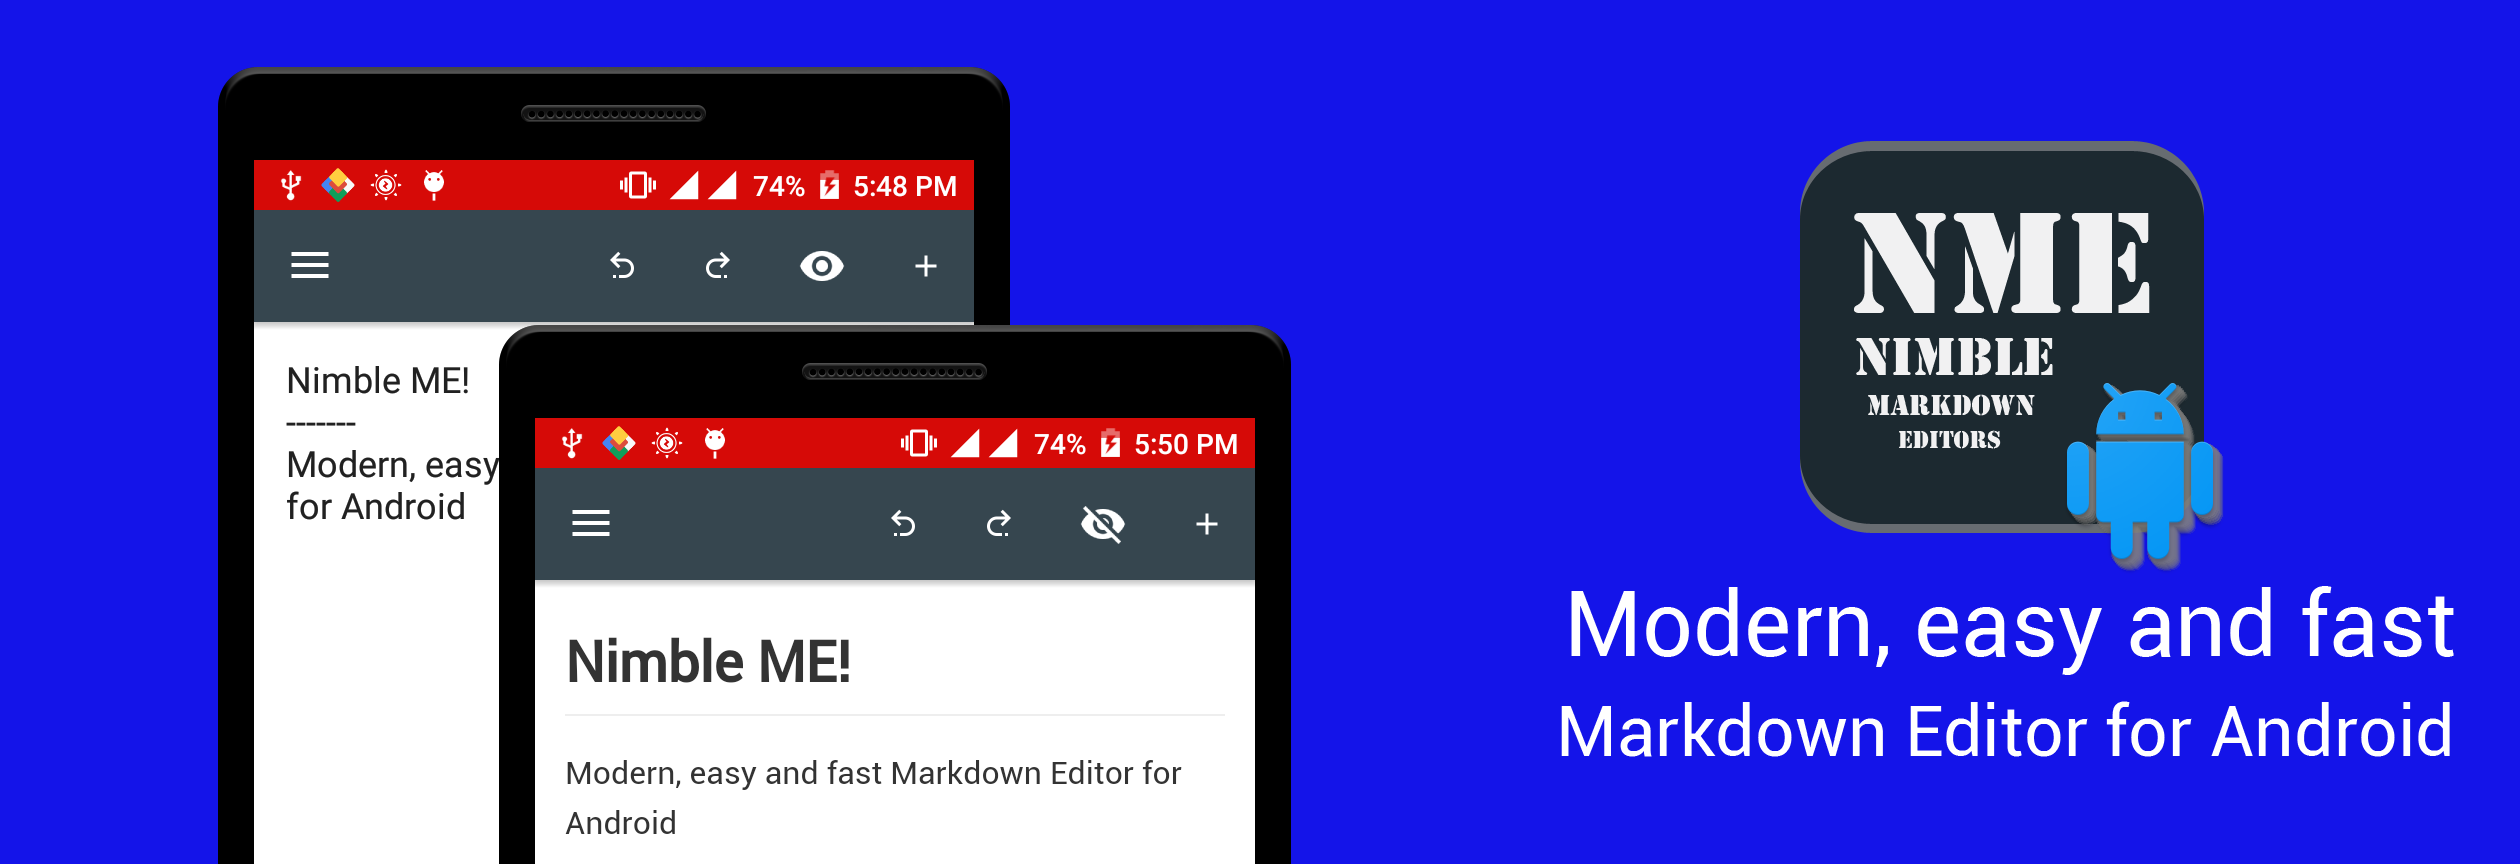 74% 5:48 PM
Nimble ME!
-------
Modern, easy
for Android
74% 5:50 PM
Nimble ME!
Modern, easy and fast Markdown Editor for
Android
NME
NIMBLE
MARKDOWN
EDITORS
Modern, easy and fast
Markdown Editor for Android